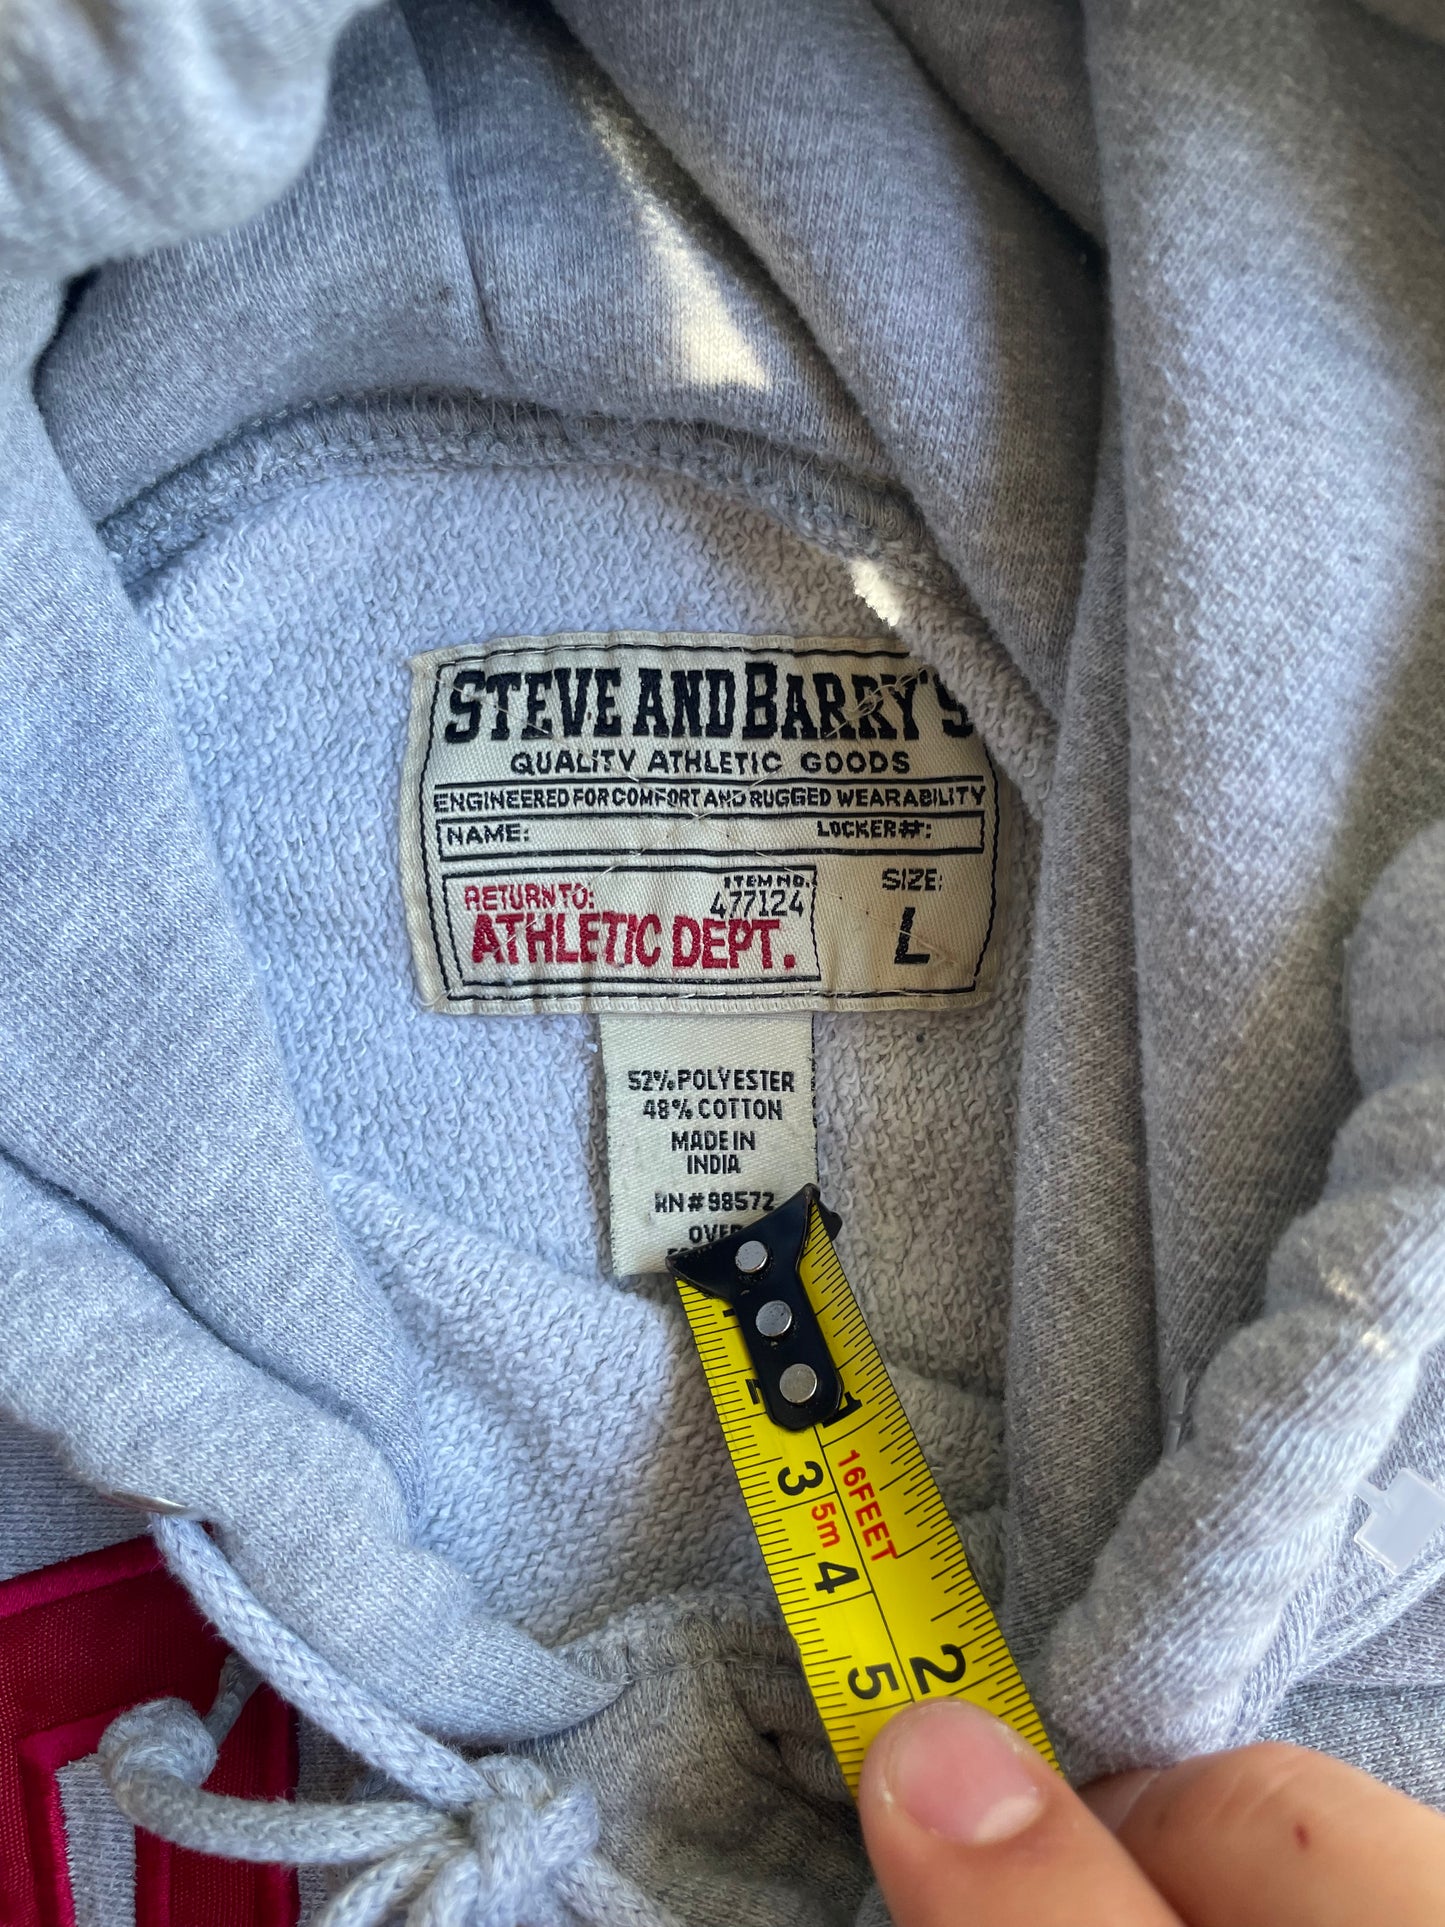 STEVE AND BARRY'S
QUALITY ATHLETIC GOODS
ENGINEERED FOR COMFORT AND RUGGED WEARABILITY
NAME: LOCKER#:
RETURN TO: ITEM NO. SIZE:
477124
ATHLETIC DEPT. L
52% POLYESTER
48% COTTON
MADE IN
INDIA
RN# 98572
OVER
1
2
3 16FEET
5m
4
5 2